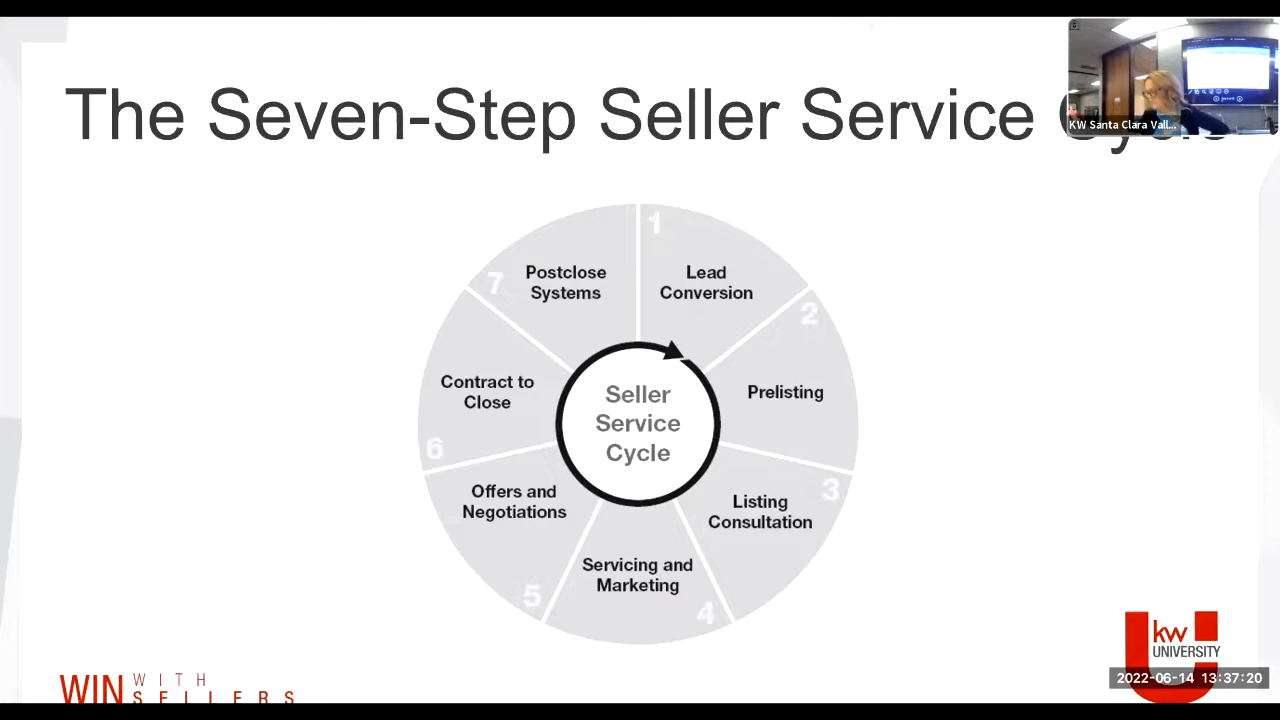 The Seven-Step Seller Service
KW Santa Clara Vall...
1
Lead
Conversion
2
Prelisting
3
Listing
Consultation
4
Servicing and
Marketing
5
Offers and
Negotiations
6
Contract to
Close
7
Postclose
Systems
Seller
Service
Cycle
WIN WITH
SELLERS
kw
UNIVERSITY
2022-06-14 13:37:20